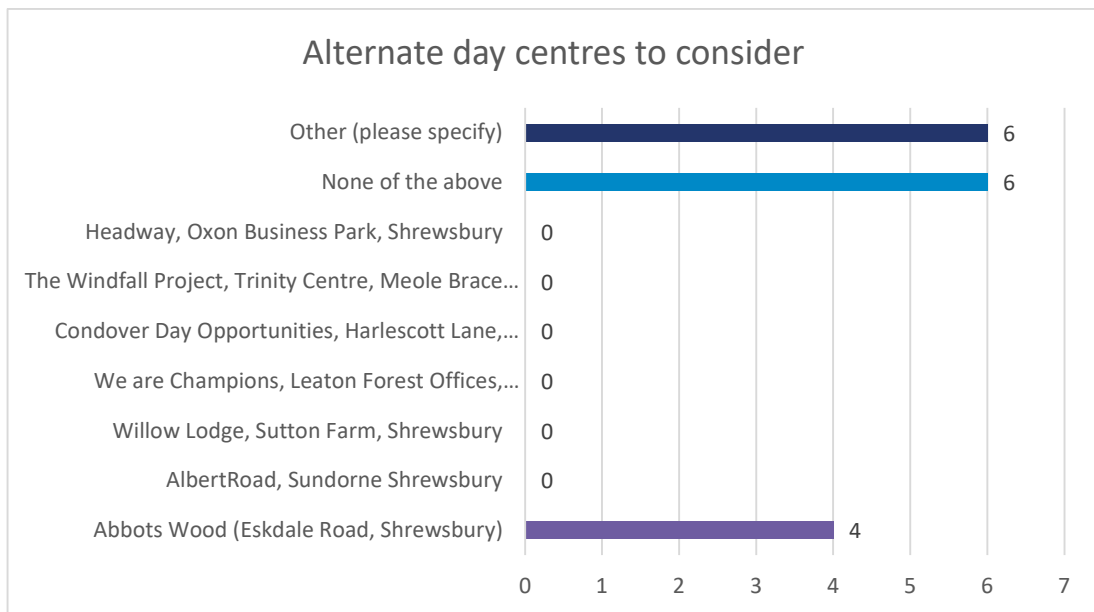 Alternate day centres to consider
Other (please specify) 6
None of the above 6
Headway, Oxon Business Park, Shrewsbury 0
The Windfall Project, Trinity Centre, Meole Brace... 0
Condover Day Opportunities, Harlescott Lane,... 0
We are Champions, Leaton Forest Offices,... 0
Willow Lodge, Sutton Farm, Shrewsbury 0
AlbertRoad, Sundorne Shrewsbury 0
Abbots Wood (Eskdale Road, Shrewsbury) 4
0 1 2 3 4 5 6 7